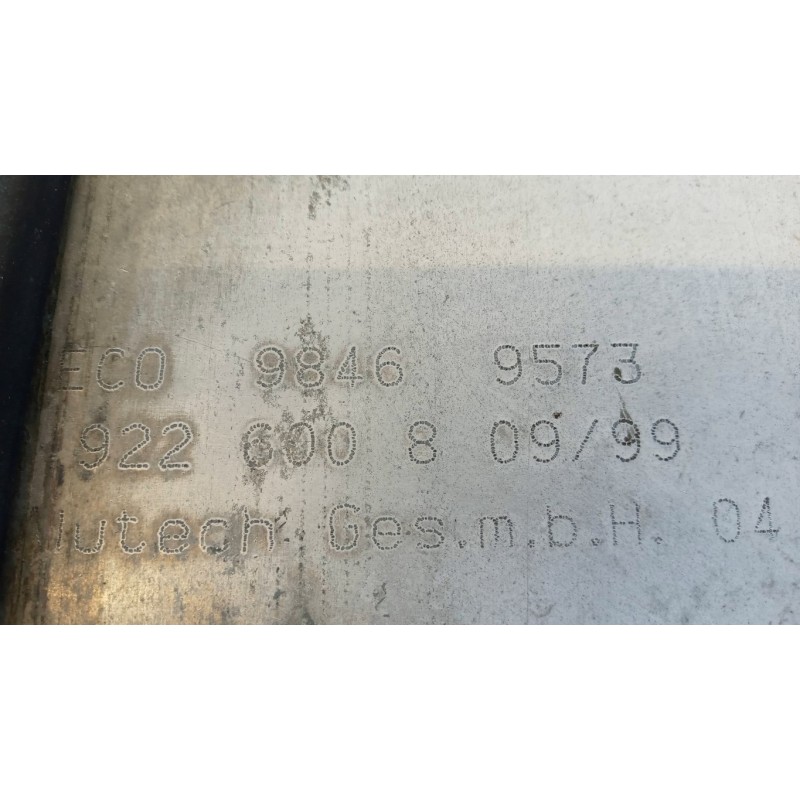 ECO 9846 9573
922 600 8 09/99
lutech Ges.m.b.H. 04